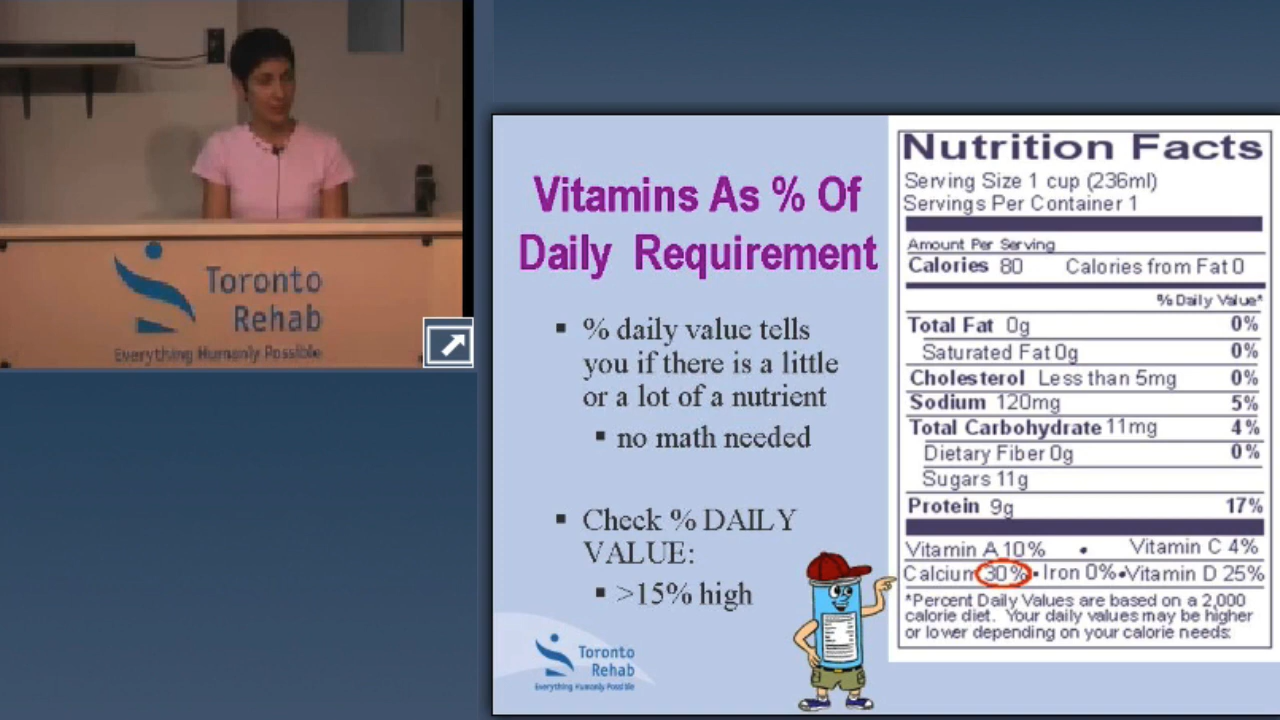 Toronto
Rehab
Everything Humanly Possible
Vitamins As % Of
Daily Requirement
▪ % daily value tells
you if there is a little
or a lot of a nutrient
▪ no math needed
▪ Check % DAILY
VALUE:
▪ >15% high
Toronto
Rehab
Everything Humanly Possible
Nutrition Facts
Serving Size 1 cup (236ml)
Servings Per Container 1
Amount Per Serving
Calories 80 Calories from Fat 0
% Daily Value*
Total Fat 0g 0%
Saturated Fat 0g 0%
Cholesterol Less than 5mg 0%
Sodium 120mg 5%
Total Carbohydrate 11mg 4%
Dietary Fiber 0g 0%
Sugars 11g
Protein 9g 17%
Vitamin A 10% • Vitamin C 4%
Calcium 30% • Iron 0% • Vitamin D 25%
*Percent Daily Values are based on a 2,000
calorie diet. Your daily values may be higher
or lower depending on your calorie needs: